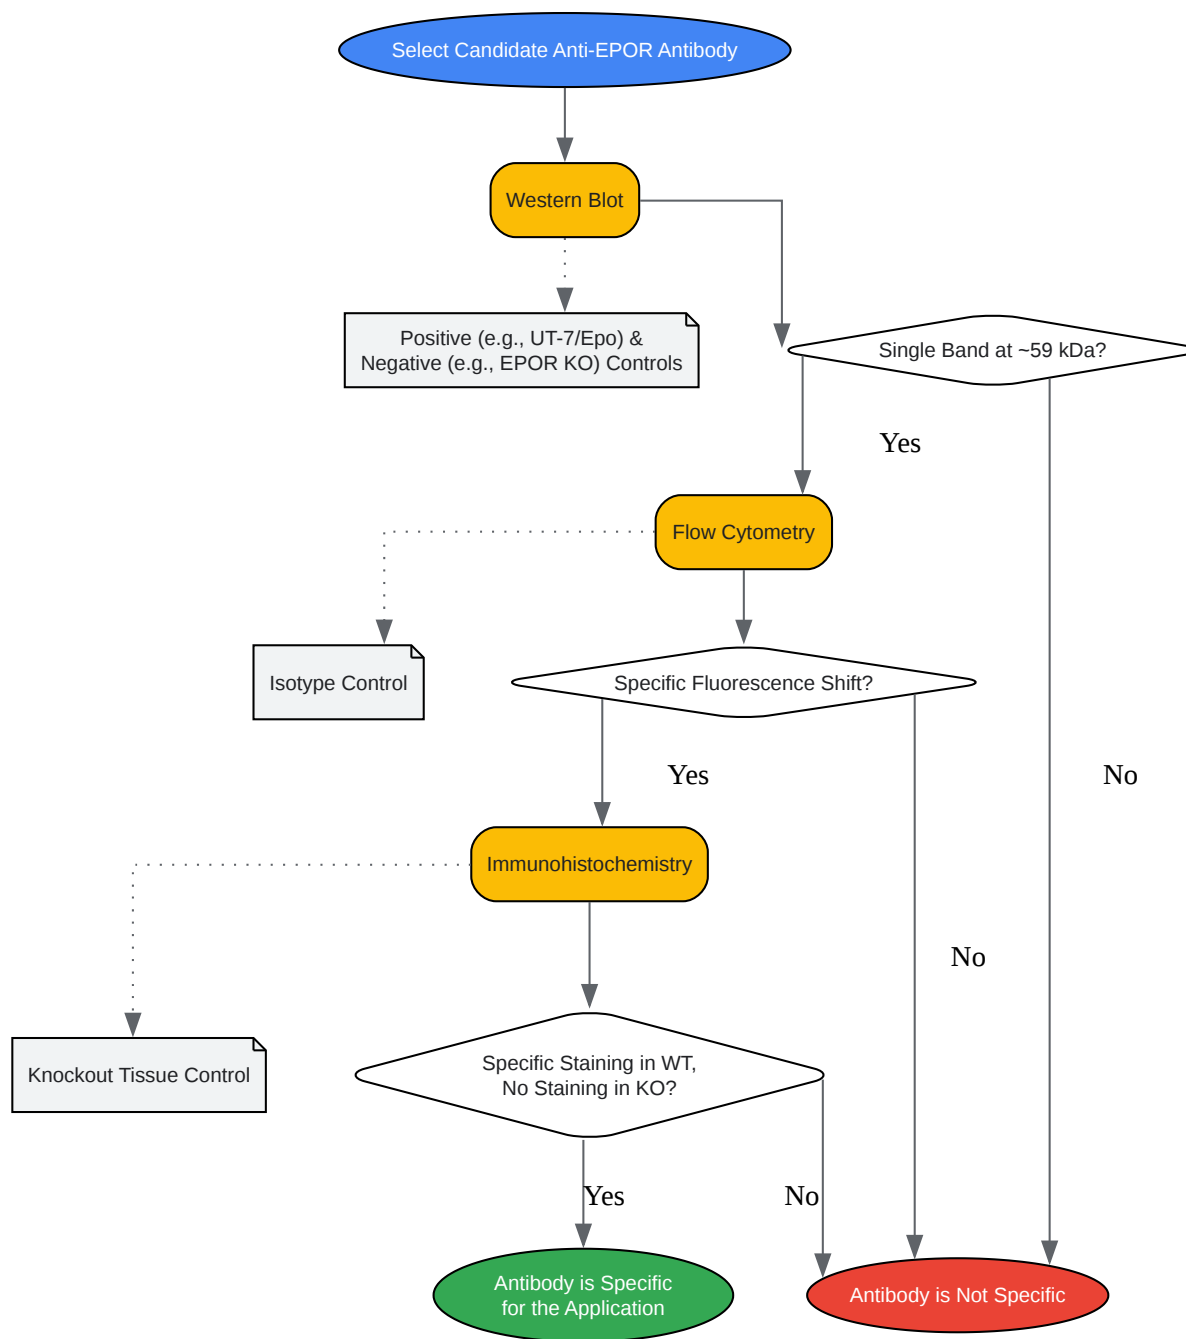 Select Candidate Anti-EPOR Antibody
Western Blot
Positive (e.g., UT-7/Epo) &
Negative (e.g., EPOR KO) Controls
Single Band at ~59 kDa?
Yes
Flow Cytometry
Isotype Control
Specific Fluorescence Shift?
Yes
No
Immunohistochemistry
No
Knockout Tissue Control
Specific Staining in WT,
No Staining in KO?
Yes
No
Antibody is Specific
for the Application
Antibody is Not Specific